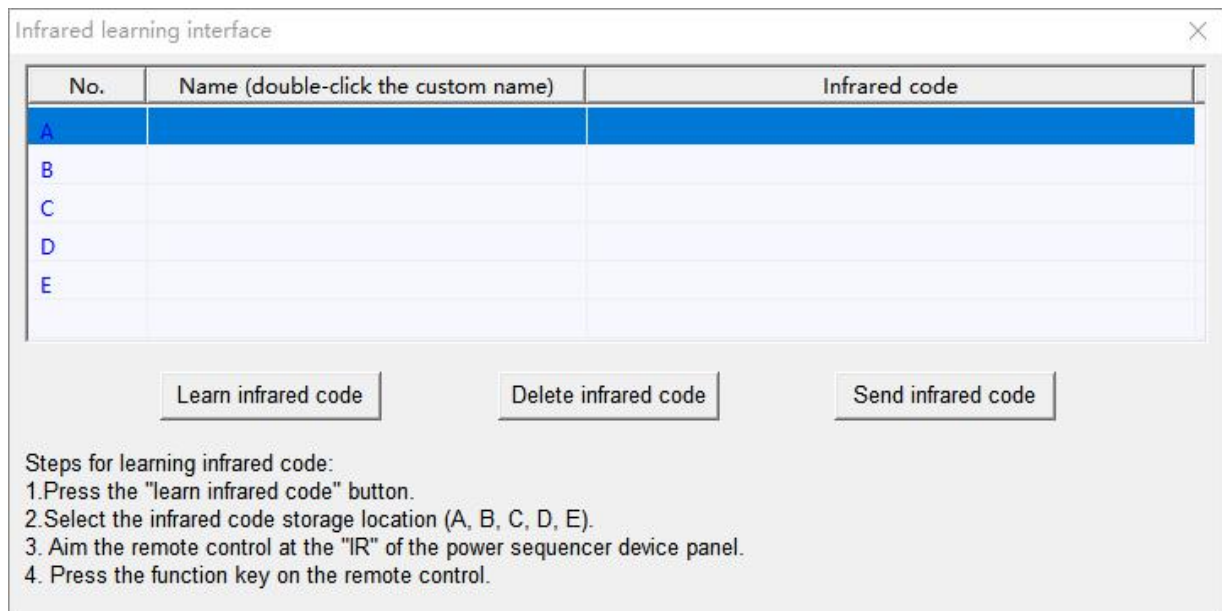 Infrared learning interface
No. Name (double-click the custom name) Infrared code
A
B
C
D
E
Learn infrared code Delete infrared code Send infrared code
Steps for learning infrared code:
1.Press the "learn infrared code" button.
2.Select the infrared code storage location (A, B, C, D, E).
3. Aim the remote control at the "IR" of the power sequencer device panel.
4. Press the function key on the remote control.